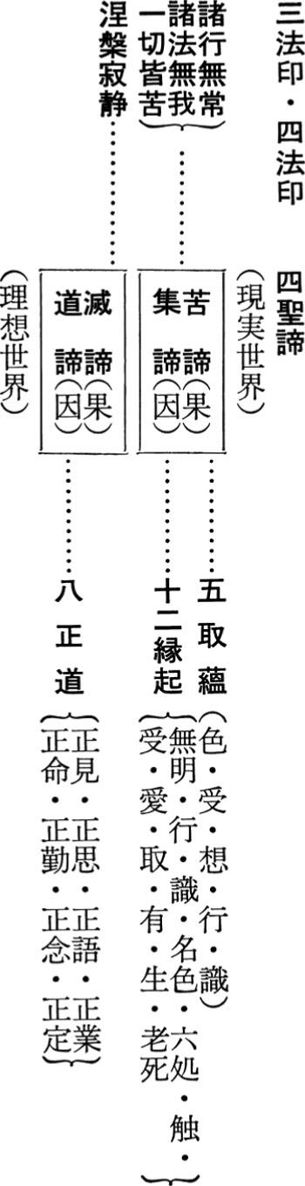 三法印・四法印
四聖諦
(現実世界)
諸行無常
諸法無我
一切皆苦
苦諦(果)
集諦(因)
五取蘊(色・受・想・行・識)
十二縁起
無明・行・識・名色・六処・触・
受・愛・取・有・生・老死
涅槃寂静
滅諦(果)
道諦(因)
八正道
正見・正思・正語・正業
正命・正勤・正念・正定
(理想世界)